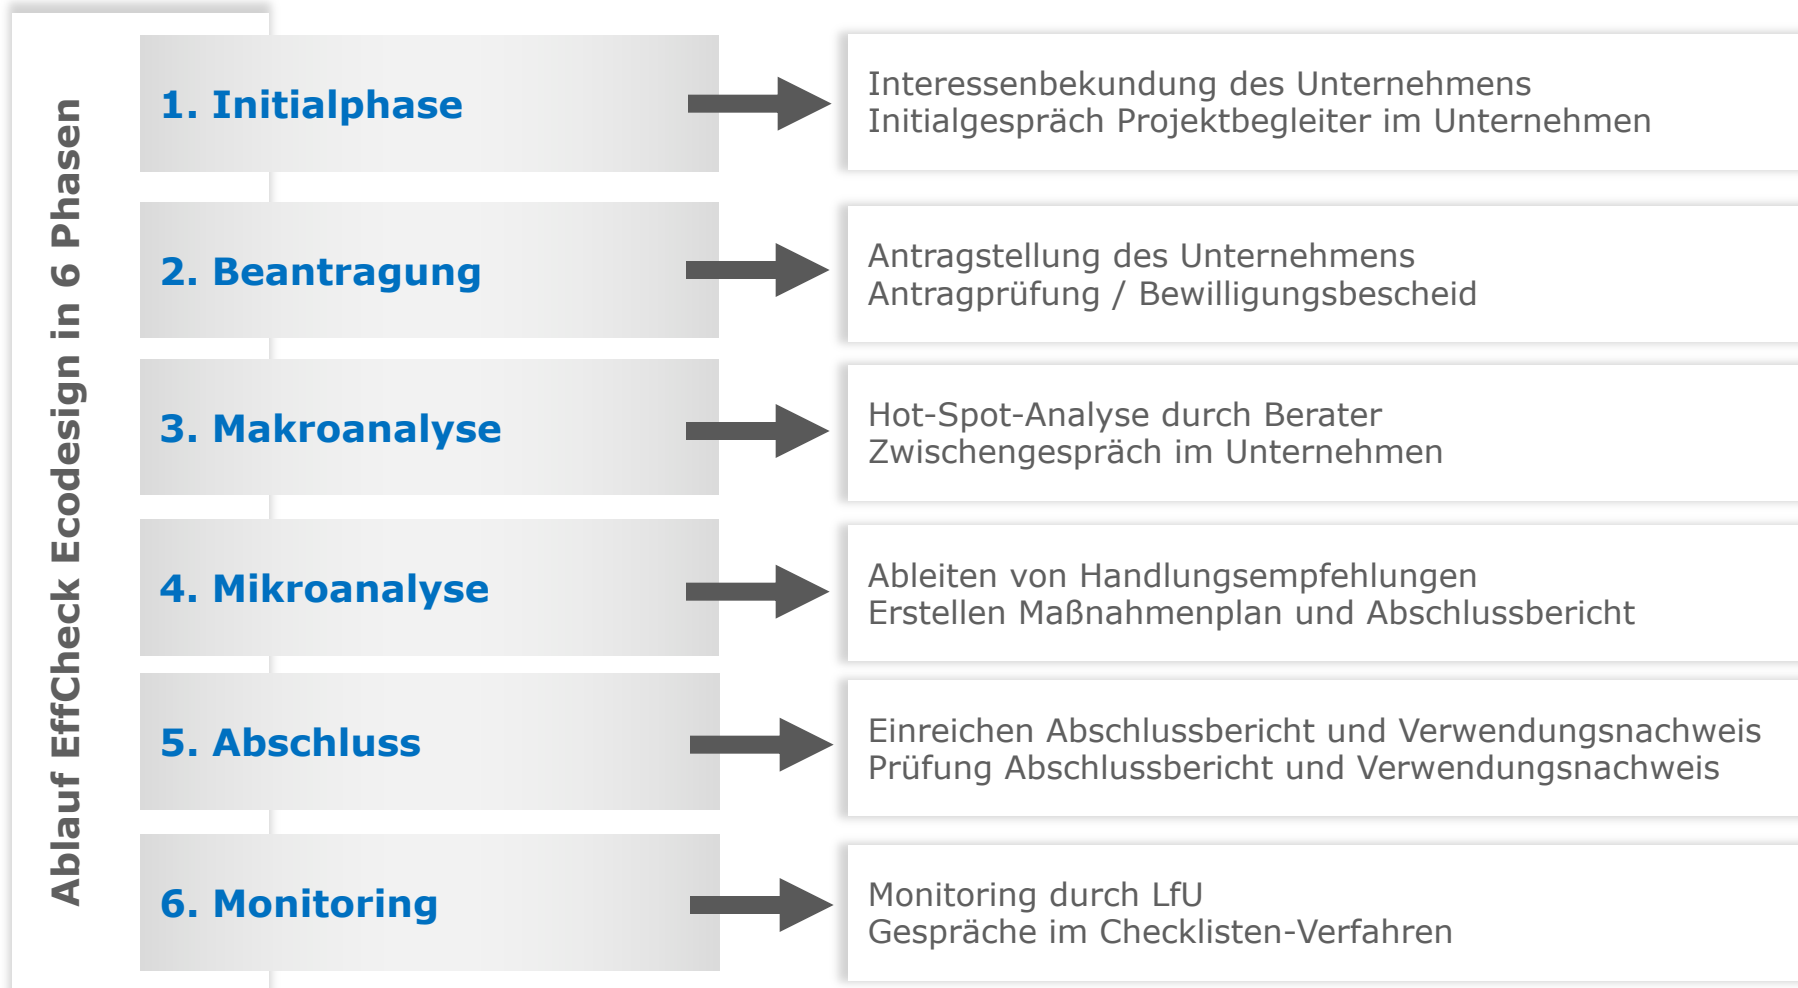 Ablauf EffCheck Ecodesign in 6 Phasen
1. Initialphase
Interessenbekundung des Unternehmens
Initialgespräch Projektbegleiter im Unternehmen
2. Beantragung
Antragstellung des Unternehmens
Antragprüfung / Bewilligungsbescheid
3. Makroanalyse
Hot-Spot-Analyse durch Berater
Zwischengespräch im Unternehmen
4. Mikroanalyse
Ableiten von Handlungsempfehlungen
Erstellen Maßnahmenplan und Abschlussbericht
5. Abschluss
Einreichen Abschlussbericht und Verwendungsnachweis
Prüfung Abschlussbericht und Verwendungsnachweis
6. Monitoring
Monitoring durch LfU
Gespräche im Checklisten-Verfahren